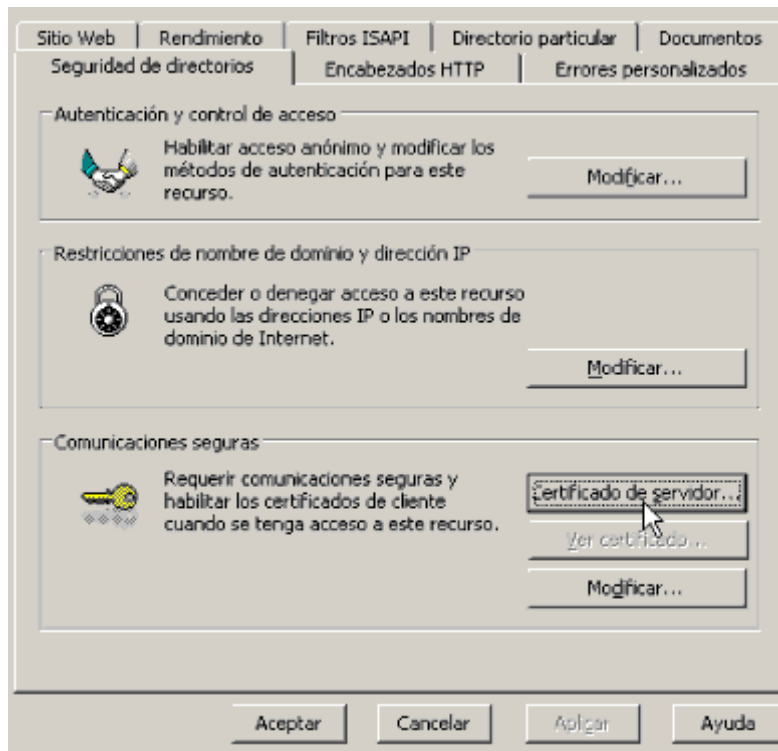 Sitio Web Rendimiento Filtros ISAPI Directorio particular Documentos
Seguridad de directorios Encabezados HTTP Errores personalizados
Autenticación y control de acceso
Habilitar acceso anónimo y modificar los
métodos de autenticación para este
recurso.
Modificar...
Restricciones de nombre de dominio y dirección IP
Conceder o denegar acceso a este recurso
usando las direcciones IP o los nombres de
dominio de Internet.
Modificar...
Comunicaciones seguras
Requerir comunicaciones seguras y
habilitar los certificados de cliente
cuando se tenga acceso a este recurso.
Certificado de servidor...
Ver certificado...
Modificar...
Aceptar Cancelar Aplicar Ayuda